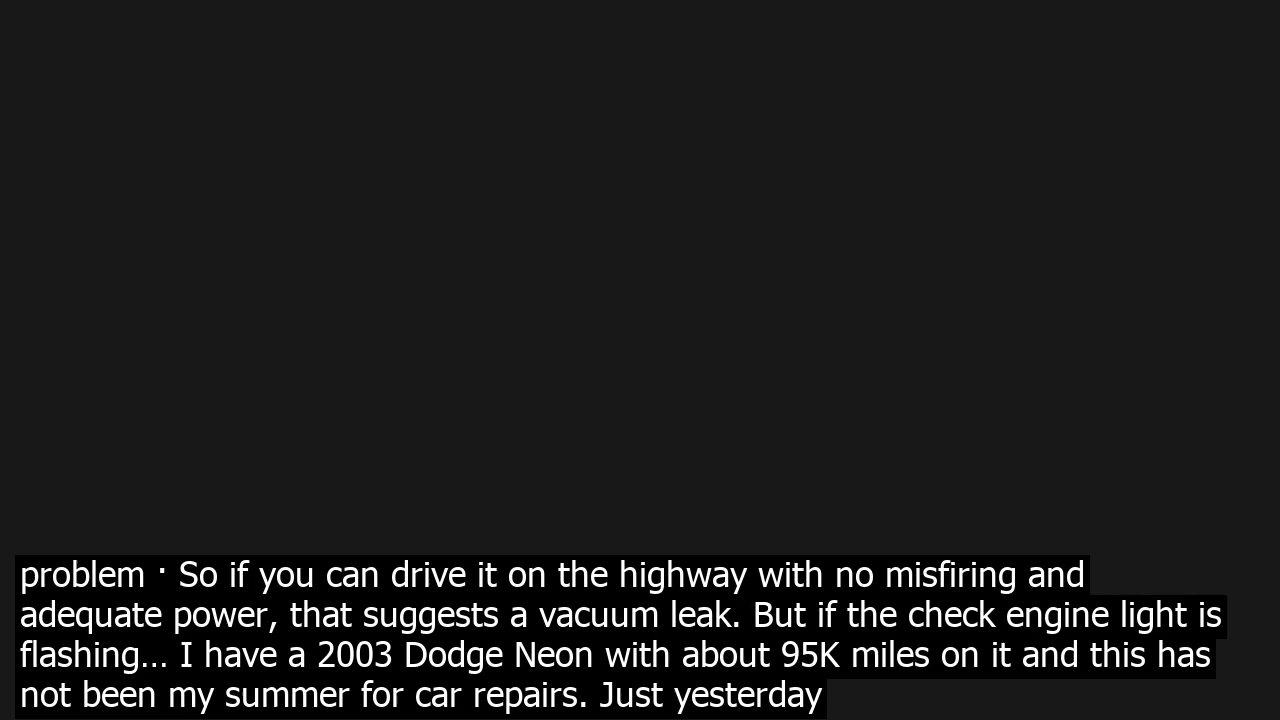 problem · So if you can drive it on the highway with no misfiring and
adequate power, that suggests a vacuum leak. But if the check engine light is
flashing... I have a 2003 Dodge Neon with about 95K miles on it and this has
not been my summer for car repairs. Just yesterday